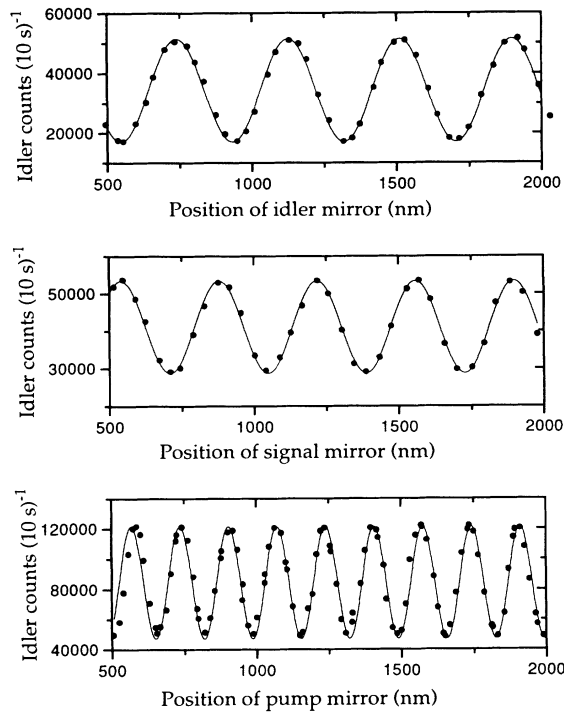 60000
40000
20000
Idler counts (10 s)-1
500 1000 1500 2000
Position of idler mirror (nm)
50000
30000
Idler counts (10 s)-1
500 1000 1500 2000
Position of signal mirror (nm)
120000
80000
40000
Idler counts (10 s)-1
500 1000 1500 2000
Position of pump mirror (nm)